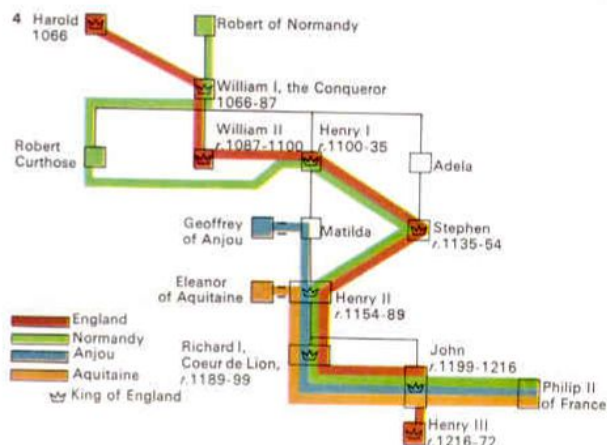 4 Harold
1066
Robert of Normandy
William I, the Conqueror
1066-87
William II
r.1087-1100
Henry I
r.1100-35
Robert
Curthose
Adela
Geoffrey
of Anjou
Matilda
Stephen
r.1135-54
Eleanor
of Aquitaine
Henry II
r.1154-89
England
Normandy
Anjou
Aquitaine
King of England
Richard I,
Coeur de Lion,
r.1189-99
John
r.1199-1216
Philip II
of France
Henry III
r.1216-72